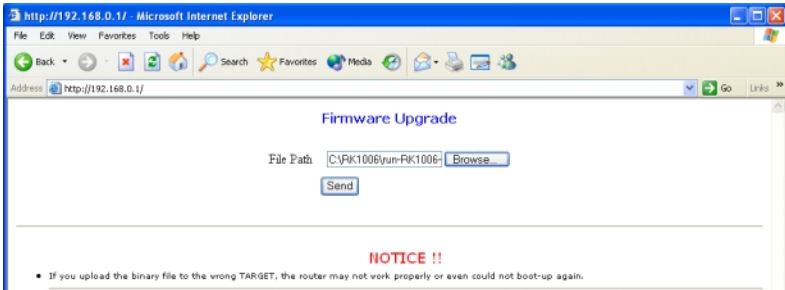 http://192.168.0.1/ - Microsoft Internet Explorer
File Edit View Favorites Tools Help
Back Search Favorites Media
Address http://192.168.0.1/ Go Links »
Firmware Upgrade
File Path C:\RK1006\run-RK1006- Browse...
Send
NOTICE !!
If you upload the binary file to the wrong TARGET, the router may not work properly or even could not boot-up again.